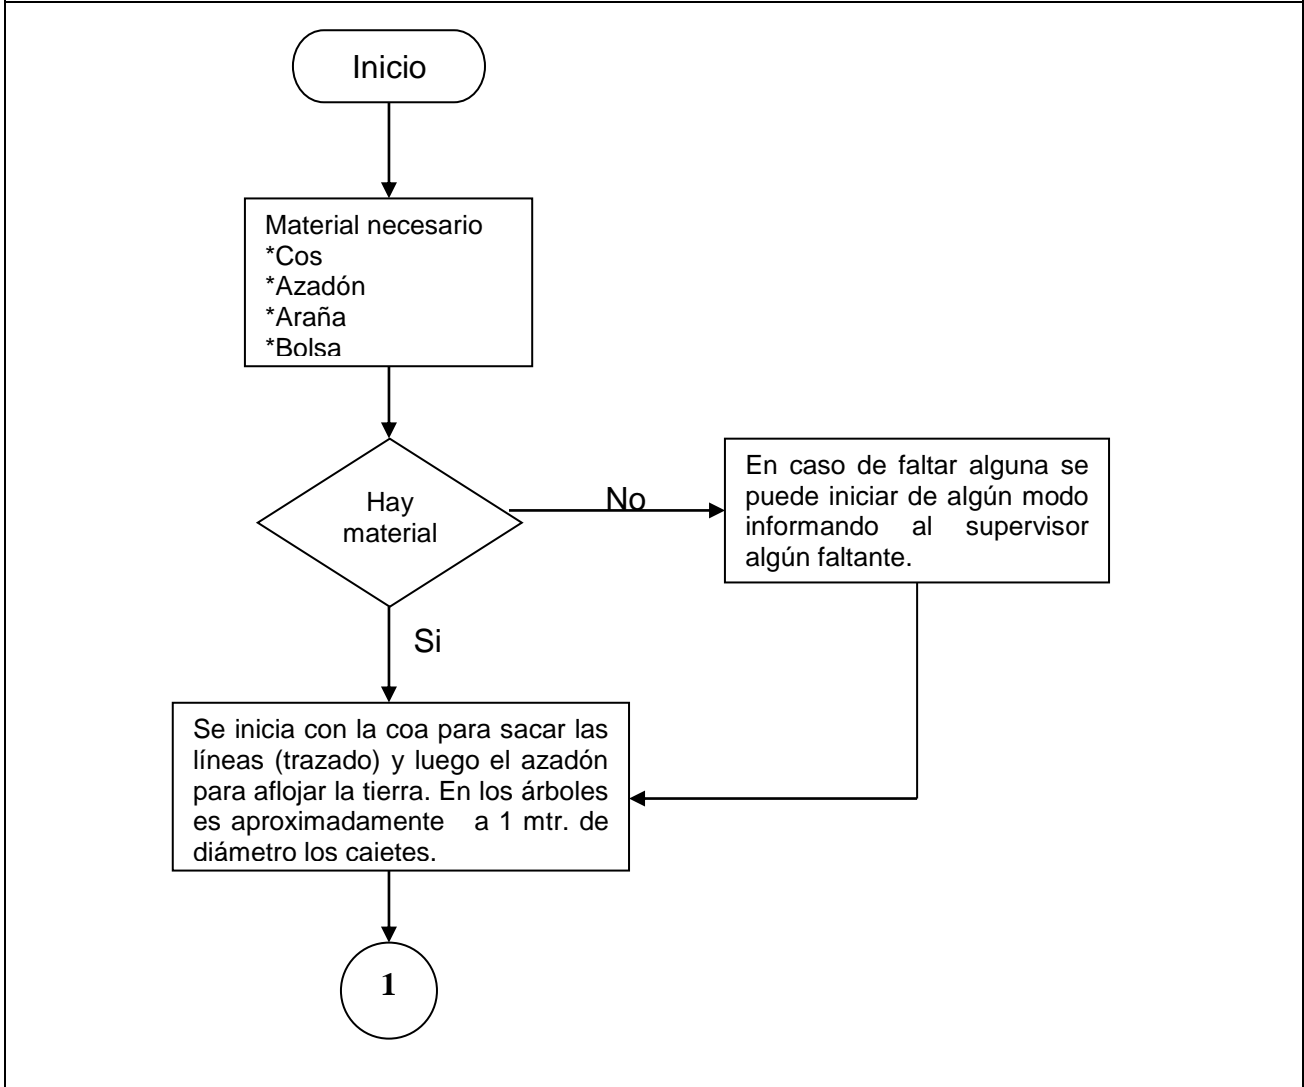 Inicio
Material necesario
*Cos
*Azadón
*Araña
*Bolsa
Hay
material
No
En caso de faltar alguna se
puede iniciar de algún modo
informando al supervisor
algún faltante.
Si
Se inicia con la coa para sacar las
líneas (trazado) y luego el azadón
para aflojar la tierra. En los árboles
es aproximadamente a 1 mtr. de
diámetro los cajetes.
1